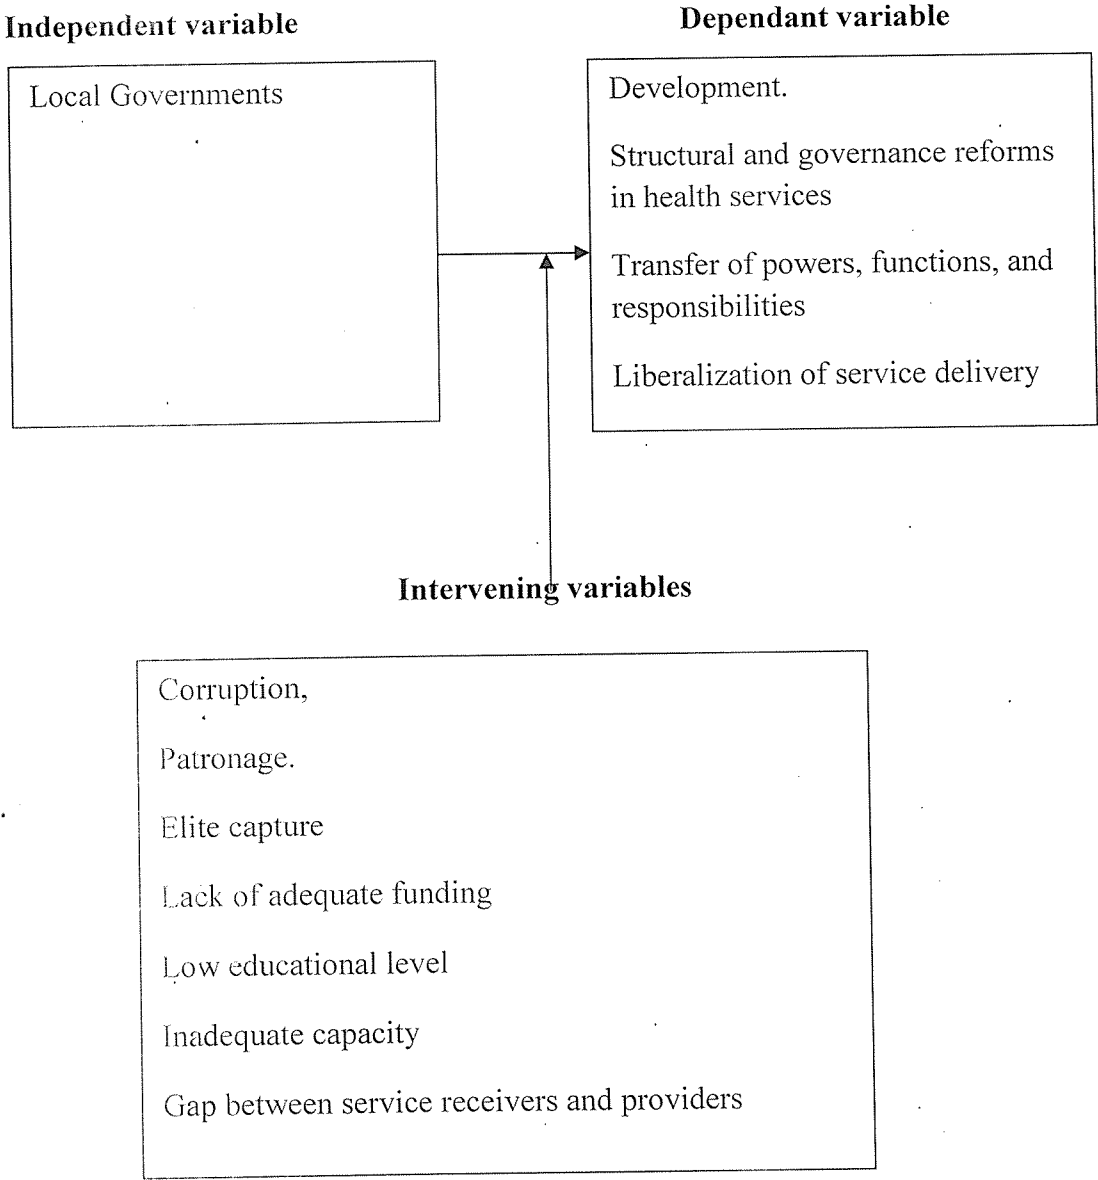 Independent variable
Dependant variable
Local Governments
Development.
Structural and governance reforms
in health services
Transfer of powers, functions, and
responsibilities
Liberalization of service delivery
Intervening variables
Corruption,
Patronage.
Elite capture
Lack of adequate funding
Low educational level
Inadequate capacity
Gap between service receivers and providers